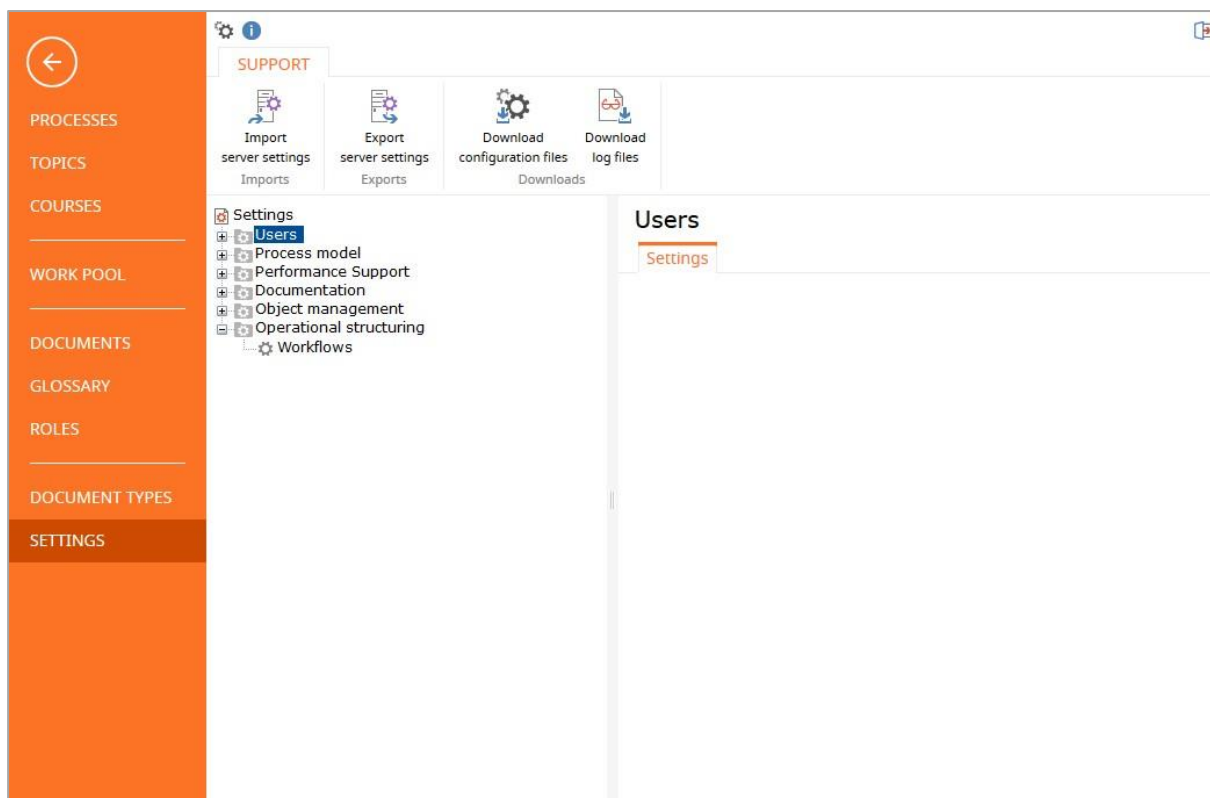 PROCESSES
TOPICS
COURSES
WORK POOL
DOCUMENTS
GLOSSARY
ROLES
DOCUMENT TYPES
SETTINGS
SUPPORT
Import
server settings
Imports
Export
server settings
Exports
Download
configuration files
Download
log files
Downloads
Settings
Users
Process model
Performance Support
Documentation
Object management
Operational structuring
Workflows
Users
Settings